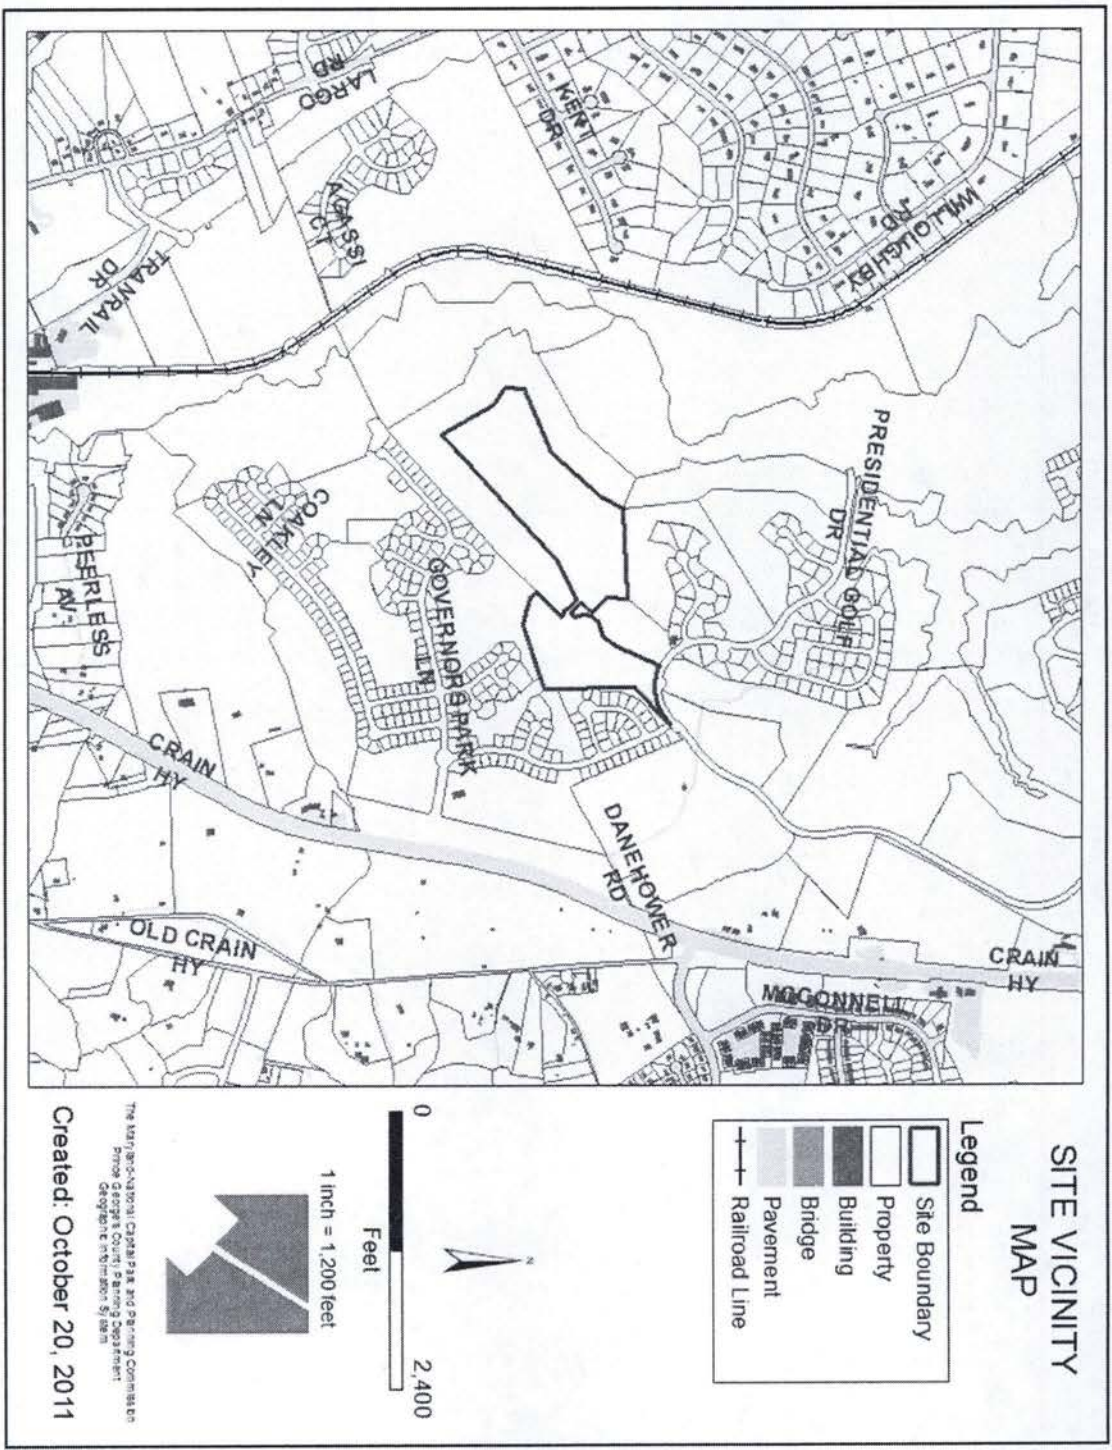 SITE VICINITY
MAP
Legend
Site Boundary
Property
Building
Bridge
Pavement
Railroad Line
N
0
2,400
Feet
1 inch = 1,200 feet
The Maryland-National Capital Park and Planning Commission
Prince George's County Planning Department
Geographic Information System
Created: October 20, 2011
LARGO
RD
KENT
DR
WILLOUGHBY
RD
AGASSI
CT
TRAINRAIL
DR
PRESIDENTIAL GOLF
DR
COAKLEY
LN
GOVERNORS PARK
LN
PEERLESS
AV
CRAIN
HY
DANEHOWER
RD
OLD CRAIN
HY
CRAIN
HY
MCCONNELL
DR